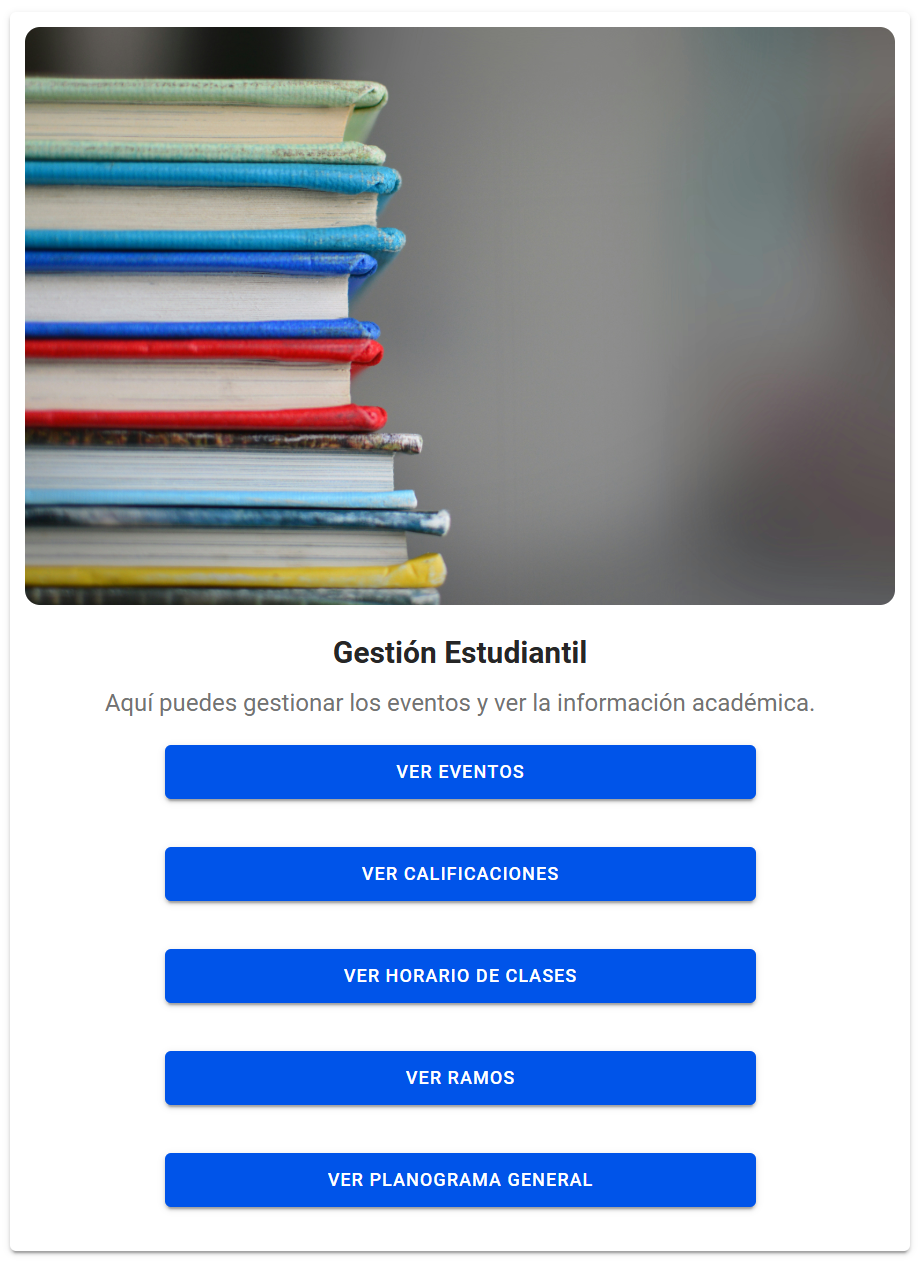 Gestión Estudiantil
Aquí puedes gestionar los eventos y ver la información académica.
VER EVENTOS
VER CALIFICACIONES
VER HORARIO DE CLASES
VER RAMOS
VER PLANOGRAMA GENERAL